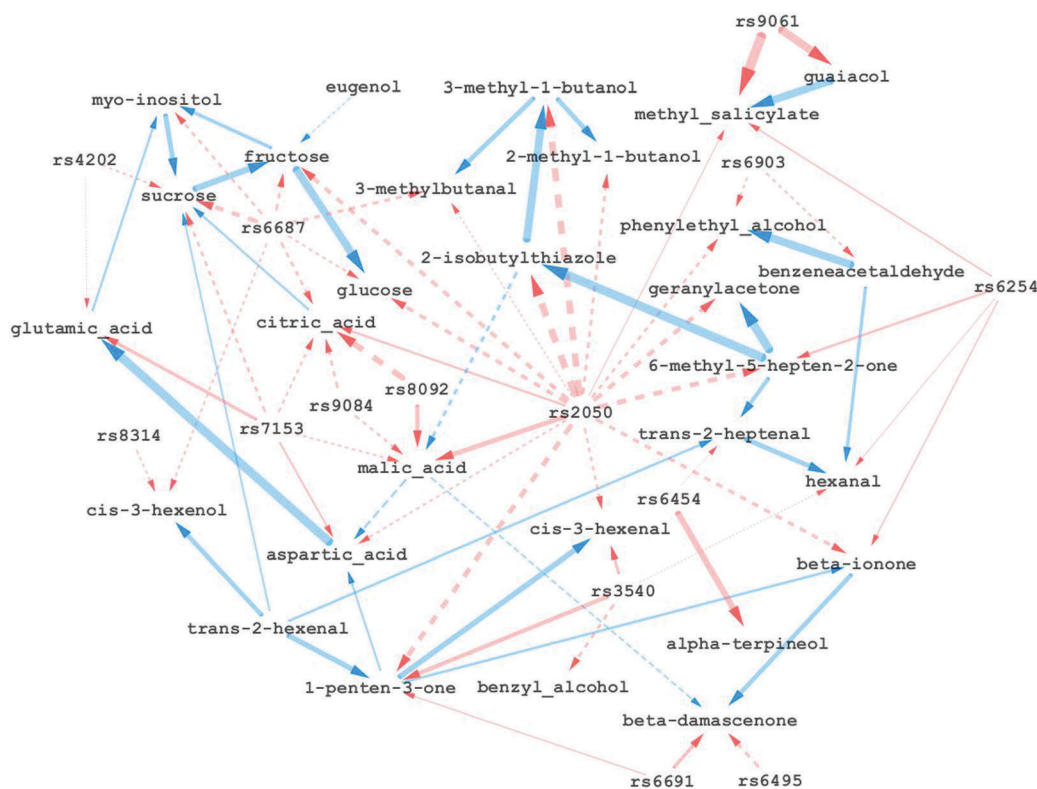 rs9061
guaiacol
3-methyl-1-butanol
eugenol
myo-inositol
methyl_salicylate
rs4202
fructose
2-methyl-1-butanol
rs6903
3-methylbutanal
sucrose
rs6687
phenylethyl_alcohol
2-isobutylthiazole
benzeneacetaldehyde
glucose
geranylacetone
rs6254
glutamic_acid
citric_acid
6-methyl-5-hepten-2-one
rs8092
rs9084
rs2050
rs8314
rs7153
trans-2-heptenal
malic_acid
hexanal
rs6454
cis-3-hexenol
cis-3-hexenal
aspartic_acid
beta-ionone
rs3540
trans-2-hexenal
alpha-terpineol
1-penten-3-one
benzyl_alcohol
beta-damascenone
rs6691
rs6495